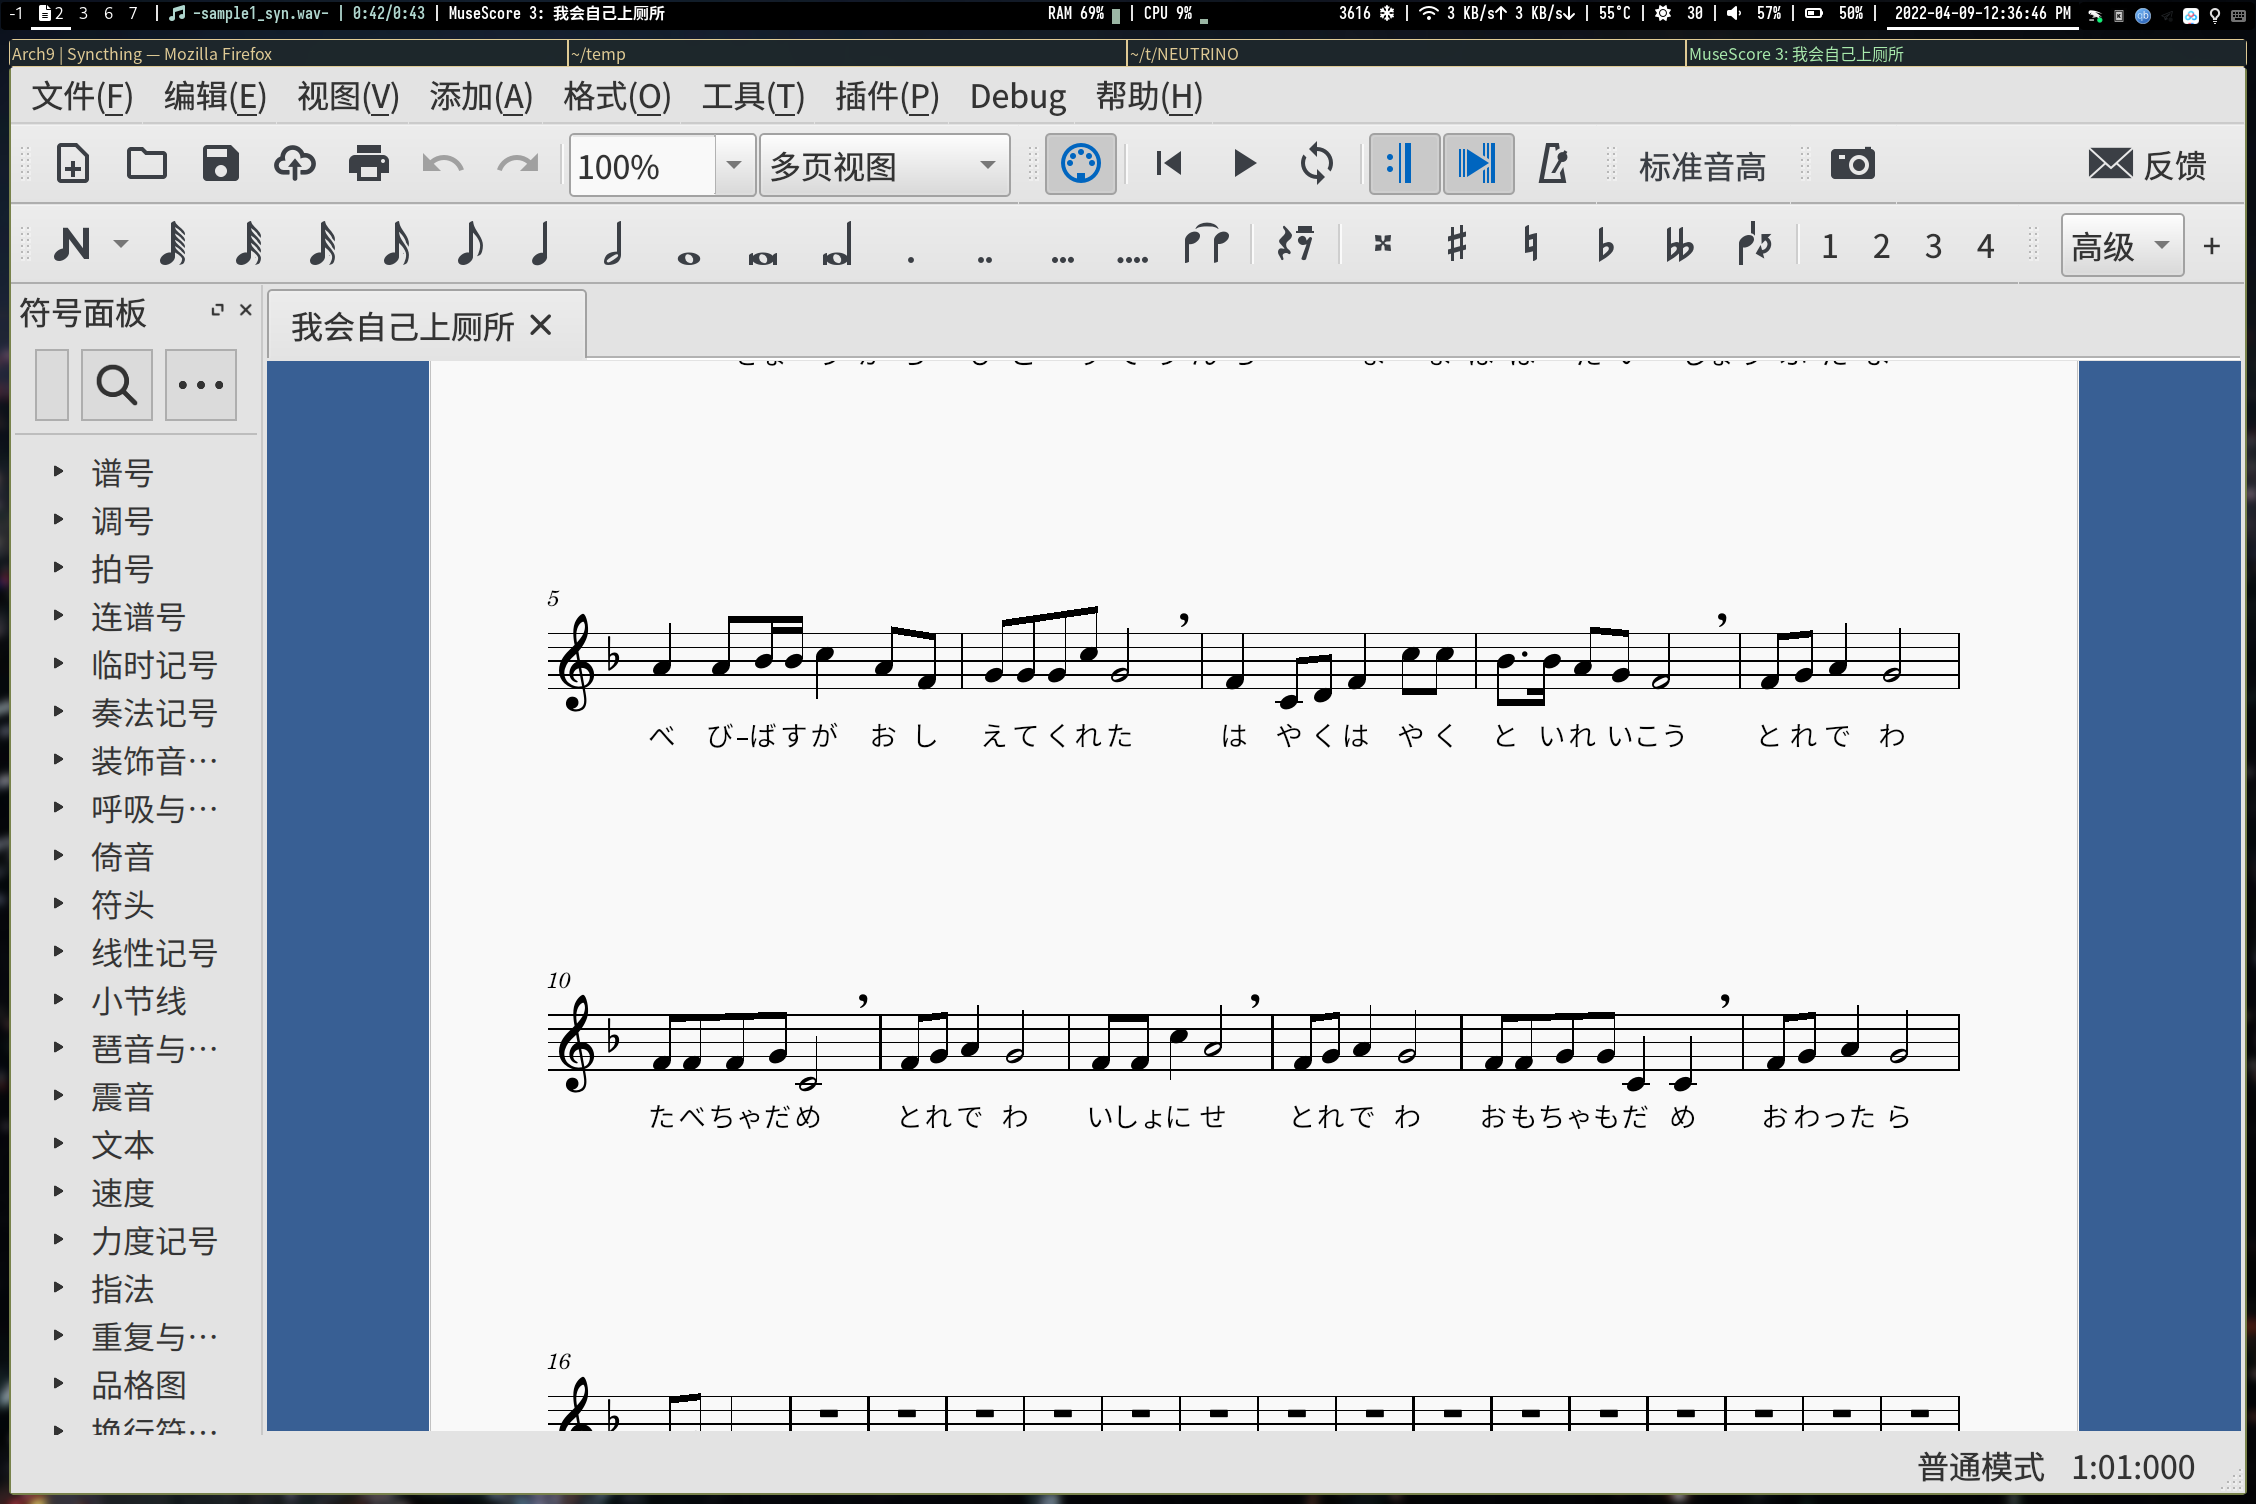 -1 2 3 6 7 | -sample1_syn.wav- | 0:42/0:43 | MuseScore 3: 我会自己上厕所 RAM 69% | CPU 9% 3616 | 3 KB/s↑ 3 KB/s↓ | 55°C | 30 | 57% | 50% | 2022-04-09-12:36:46 PM
Arch9 | Syncthing — Mozilla Firefox ~/temp ~/t/NEUTRINO MuseScore 3: 我会自己上厕所
文件(F) 编辑(E) 视图(V) 添加(A) 格式(O) 工具(T) 插件(P) Debug 帮助(H)
100% 多页视图 标准音高 反馈
1 2 3 4 高级 +
符号面板
我会自己上厕所
谱号
调号
拍号
连谱号
临时记号
奏法记号
装饰音…
呼吸与…
倚音
符头
线性记号
小节线
琶音与…
震音
文本
速度
力度记号
指法
重复与…
品格图
换行符…
5
べ び-ばすが お し えてくれた は やくは やく と いれ いこう とれで わ
10
たべちゃだめ とれで わ いしょにせ とれで わ おもちゃもだ め おわったら
16
普通模式 1:01:000